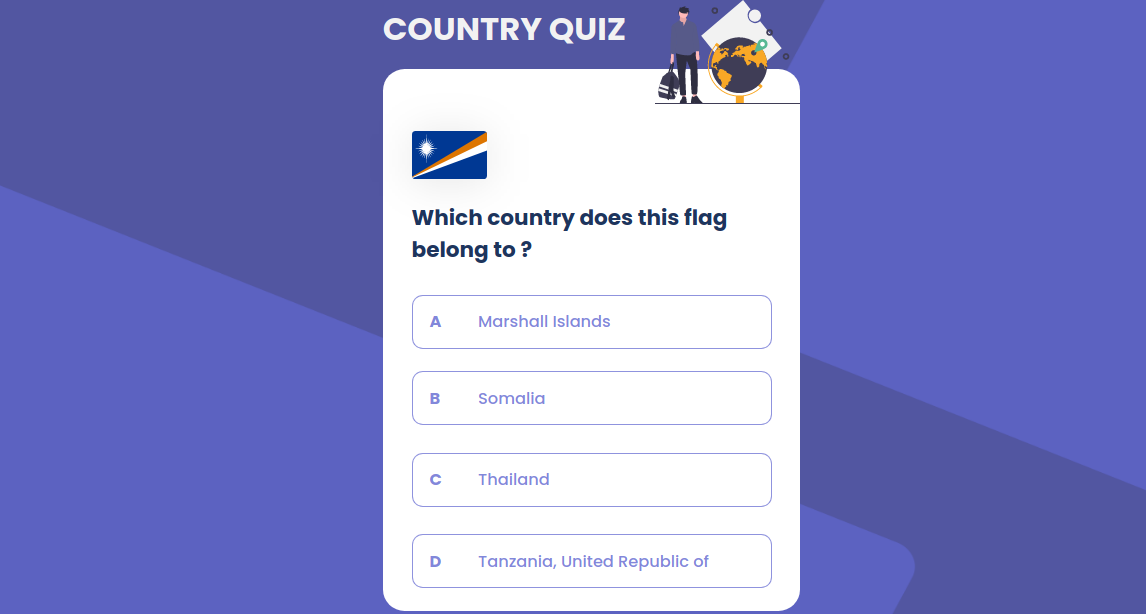 COUNTRY QUIZ
Which country does this flag
belong to ?
A Marshall Islands
B Somalia
C Thailand
D Tanzania, United Republic of